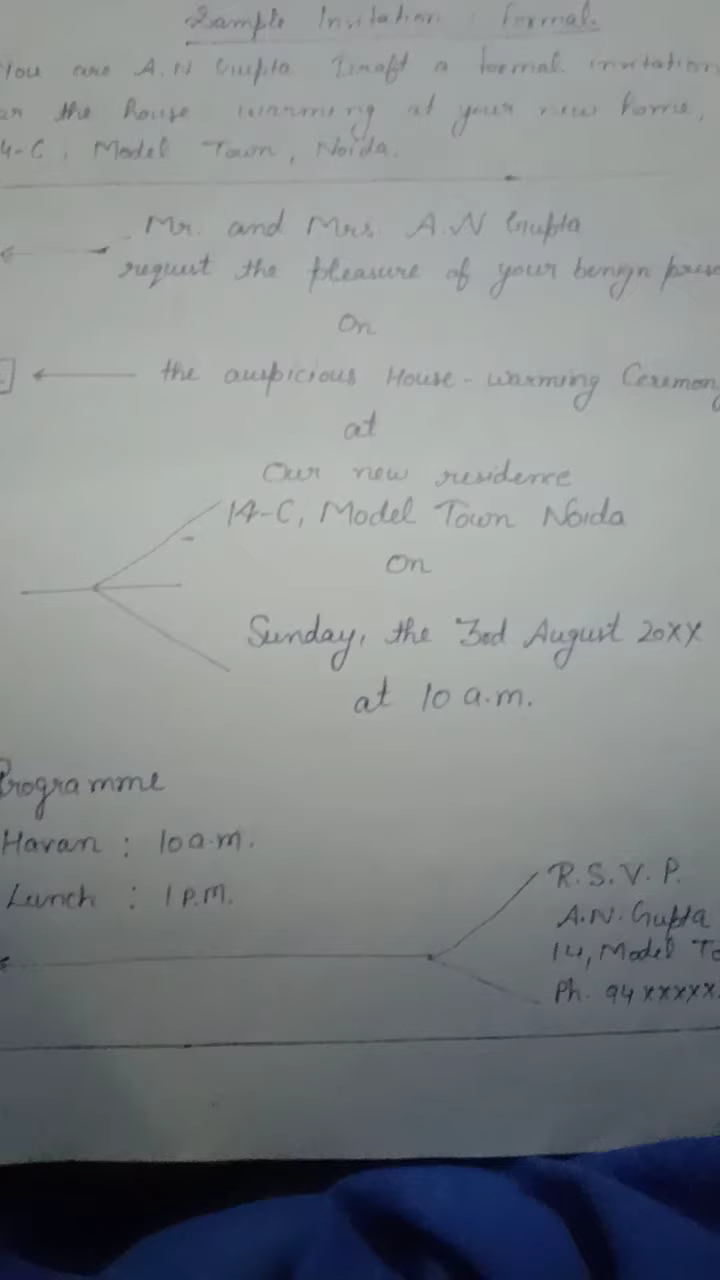 Sample Invitation : Formal.
You are A.N Gupta Draft a formal invitation
the house warming at your new home,
4-C, Model Town, Noida.
Mr. and Mrs. A.N Gupta
request the pleasure of your benign
On
the auspicious House-warming Ceremony
at
Our new residence
14-C, Model Town Noida
On
Sunday, the 3rd August 20XX
at 10 a.m.
Programme
Havan : 10 a.m.
Lunch : 1 P.M.
R.S.V.P.
A.N. Gupta
14, Model To
Ph. 94xxxxx